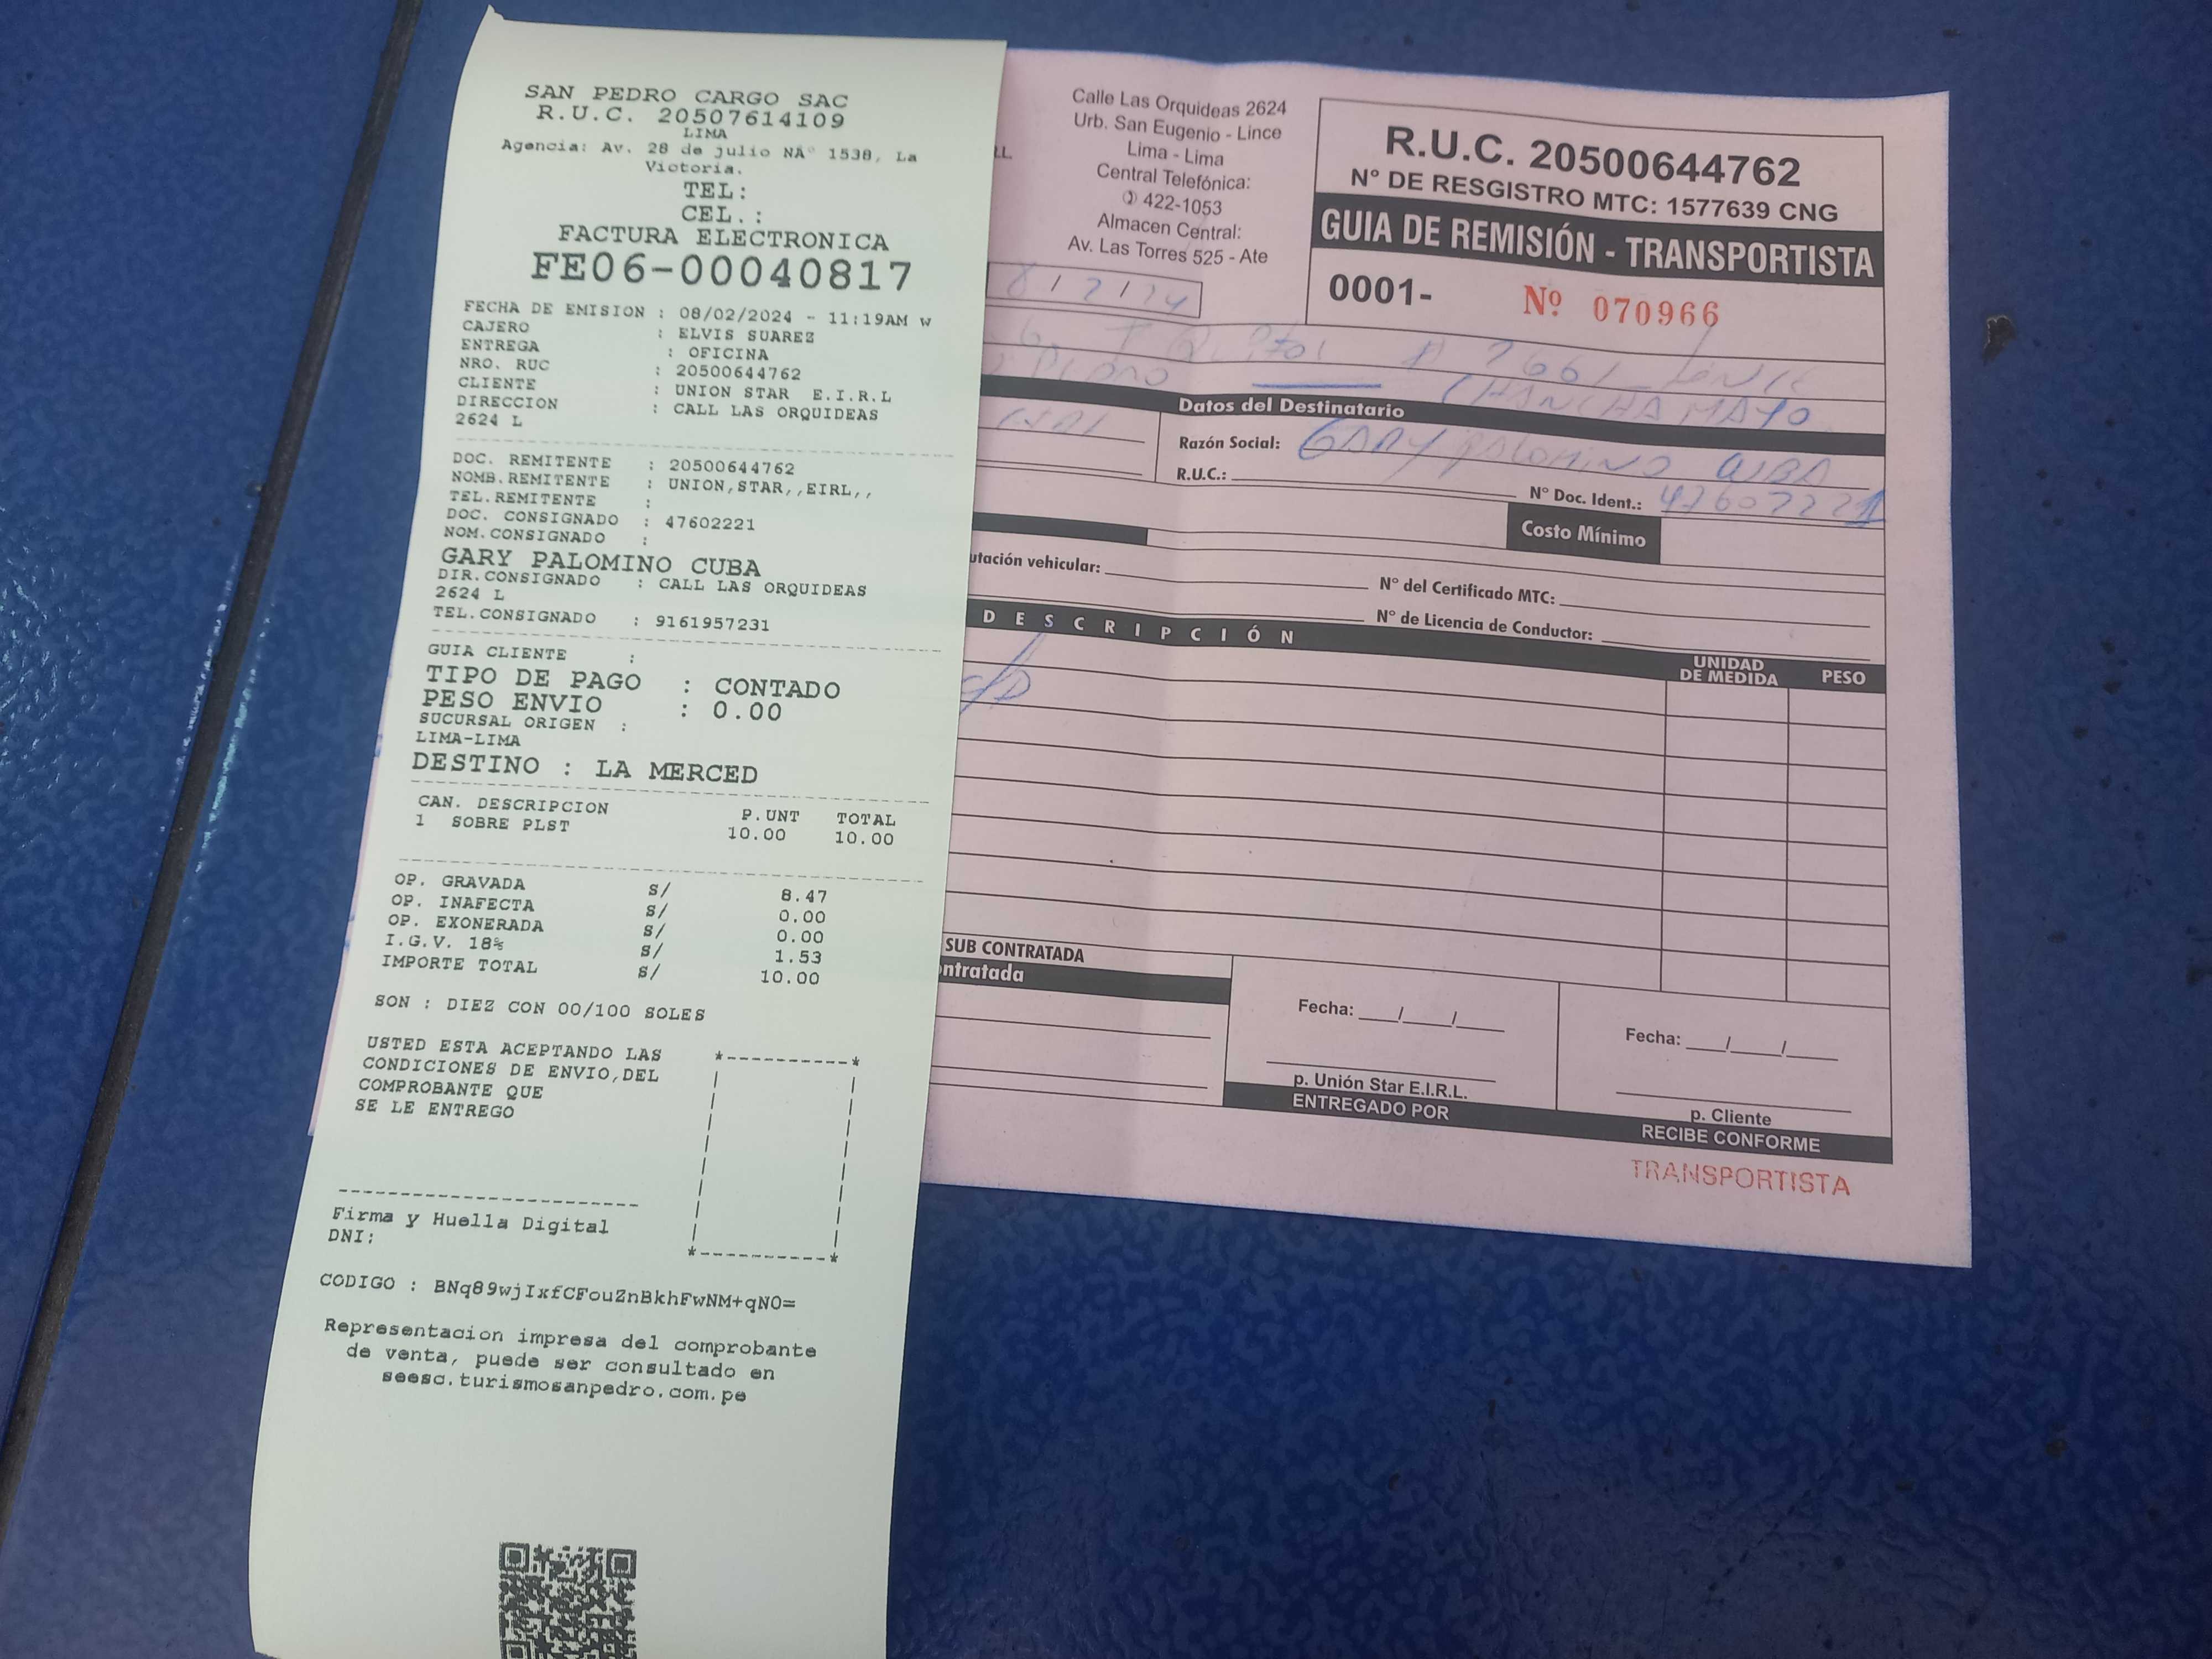 SAN PEDRO CARGO SAC
R.U.C. 20507614109
LIMA
Agencia: Av. 28 de julio NÂ° 1538, La
Victoria.
TEL:
CEL.:
FACTURA ELECTRONICA
FE06-00040817
FECHA DE EMISION : 08/02/2024 - 11:19AM w
CAJERO : ELVIS SUAREZ
ENTREGA : OFICINA
NRO. RUC : 20500644762
CLIENTE : UNION STAR E.I.R.L
DIRECCION : CALL LAS ORQUIDEAS
2624 L
DOC. REMITENTE : 20500644762
NOMB.REMITENTE : UNION,STAR,,EIRL,,
TEL.REMITENTE :
DOC. CONSIGNADO : 47602221
NOM.CONSIGNADO :
GARY PALOMINO CUBA
DIR.CONSIGNADO : CALL LAS ORQUIDEAS
2624 L
TEL.CONSIGNADO : 9161957231
GUIA CLIENTE :
TIPO DE PAGO : CONTADO
PESO ENVIO : 0.00
SUCURSAL ORIGEN :
LIMA-LIMA
DESTINO : LA MERCED
CAN. DESCRIPCION P.UNT TOTAL
1 SOBRE PLST 10.00 10.00
OP. GRAVADA S/ 8.47
OP. INAFECTA S/ 0.00
OP. EXONERADA S/ 0.00
I.G.V. 18% S/ 1.53
IMPORTE TOTAL S/ 10.00
SON : DIEZ CON 00/100 SOLES
USTED ESTA ACEPTANDO LAS
CONDICIONES DE ENVIO,DEL
COMPROBANTE QUE
SE LE ENTREGO
Firma y Huella Digital
DNI:
CODIGO : BNq89wjIxfCFouZnBkhFwNM+qN0=
Representacion impresa del comprobante
de venta, puede ser consultado en
seesc.turismosanpedro.com.pe
Calle Las Orquideas 2624
Urb. San Eugenio - Lince
Lima - Lima
Central Telefónica:
422-1053
Almacen Central:
Av. Las Torres 525 - Ate
R.U.C. 20500644762
N° DE RESGISTRO MTC: 1577639 CNG
GUIA DE REMISIÓN - TRANSPORTISTA
0001- Nº 070966
8 / 2 / 24
CHANCHAMAYO
Datos del Destinatario
Razón Social: GARY PALOMINO CUBA
R.U.C.:
N° Doc. Ident.:
Costo Mínimo
vehicular:
N° del Certificado MTC:
N° de Licencia de Conductor:
DESCRIPCIÓN
UNIDAD
DE MEDIDA
PESO
SUB CONTRATADA
Fecha: / /
p. Unión Star E.I.R.L.
ENTREGADO POR
Fecha: / /
p. Cliente
RECIBE CONFORME
TRANSPORTISTA